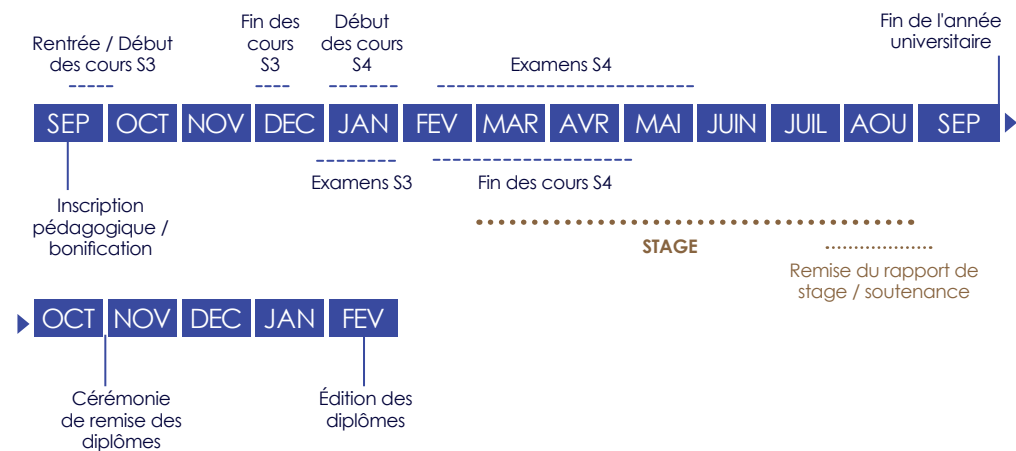 Rentrée / Début
des cours S3
Fin des
cours
S3
Début
des cours
S4
Examens S4
Fin de l'année
universitaire
SEP OCT NOV DEC JAN FEV MAR AVR MAI JUIN JUIL AOU SEP
Inscription
pédagogique /
bonification
Examens S3
Fin des cours S4
STAGE
Remise du rapport de
stage / soutenance
OCT NOV DEC JAN FEV
Cérémonie
de remise des
diplômes
Édition des
diplômes